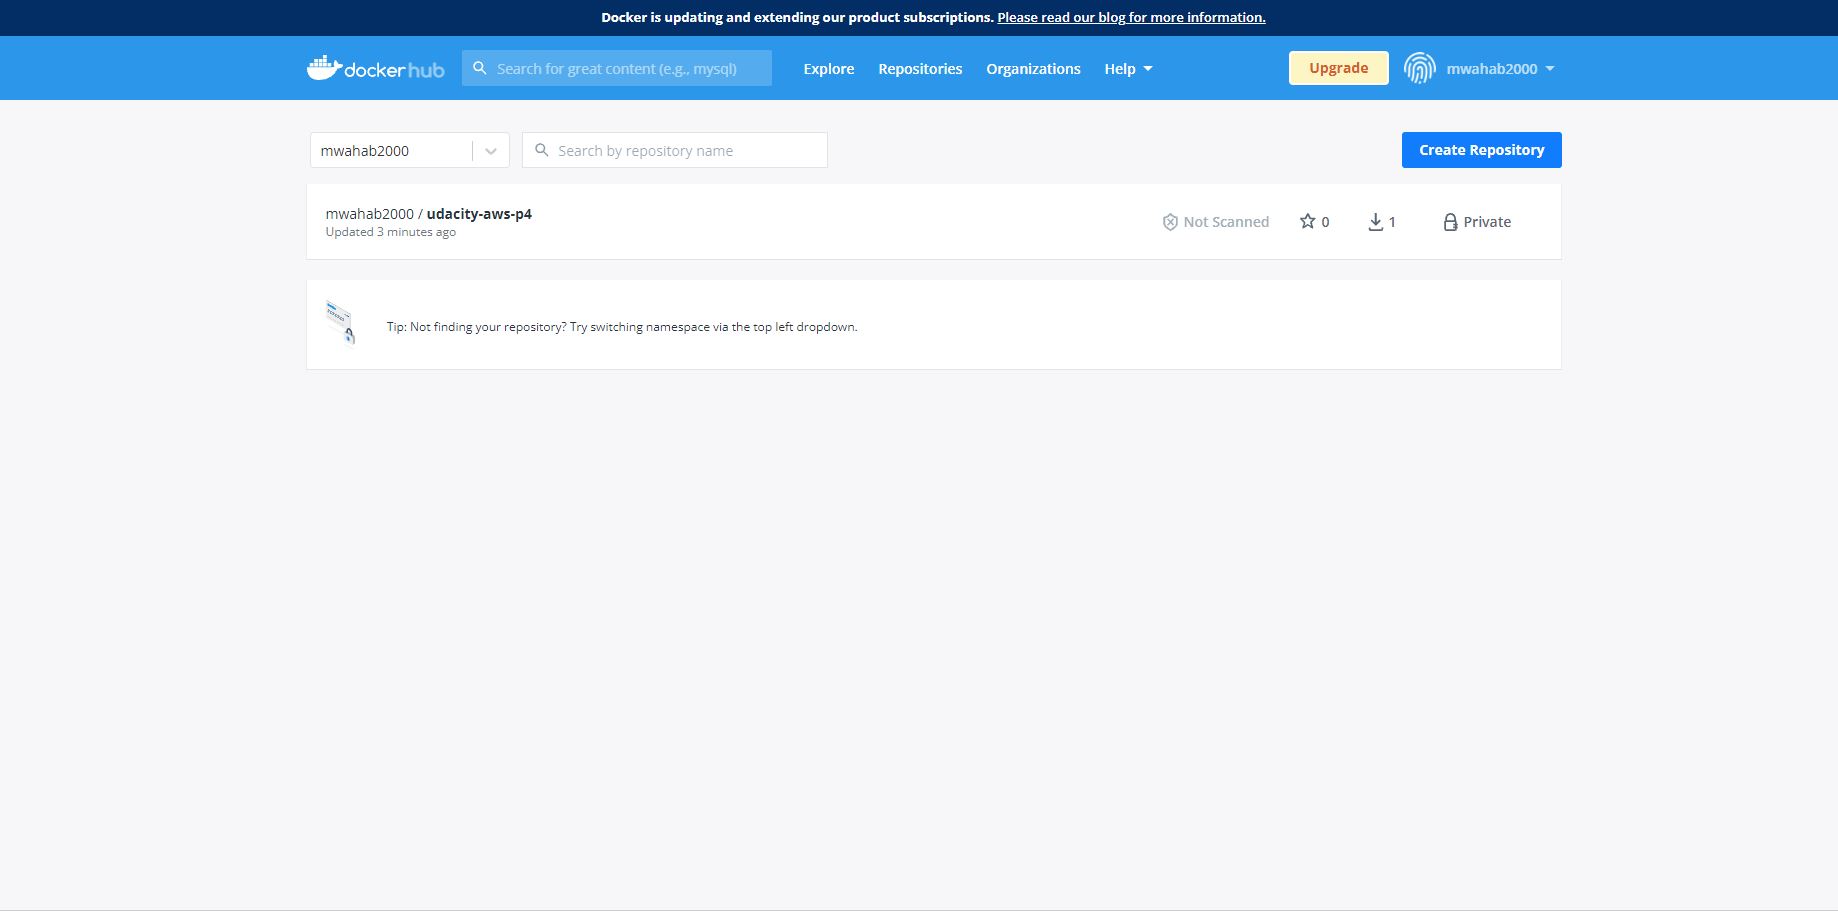 Docker is updating and extending our product subscriptions. Please read our blog for more information.
docker hub Search for great content (e.g., mysql) Explore Repositories Organizations Help Upgrade mwahab2000
mwahab2000 Search by repository name Create Repository
mwahab2000 / udacity-aws-p4
Updated 3 minutes ago
Not Scanned 0 1 Private
Tip: Not finding your repository? Try switching namespace via the top left dropdown.